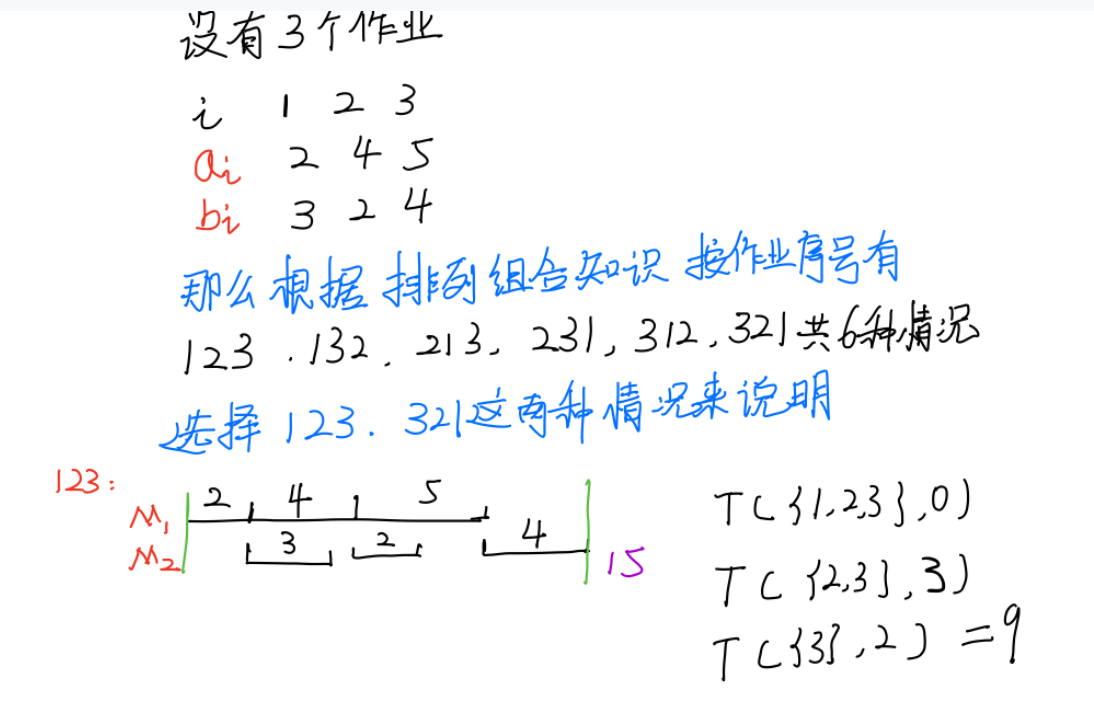 设有3个作业
i 1 2 3
ai 2 4 5
bi 3 2 4
那么根据 排列组合知识 按作业序号有
123 . 132, 213, 231, 312, 321共6种情况
选择 123. 321这两种情况来说明
123:
M1 2 4 5
M2 3 2 4 15
T({1,2,3},0)
T({2,3},3)
T({3},2) =9